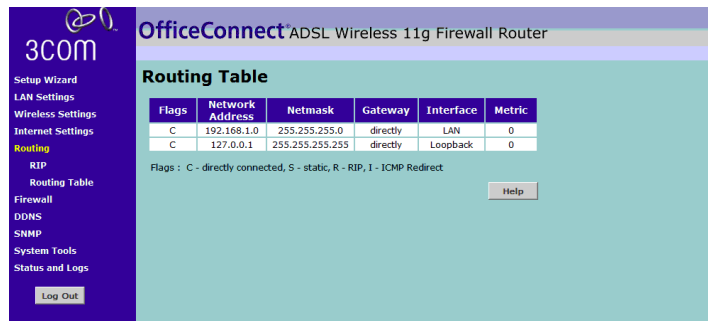 3COM
OfficeConnect® ADSL Wireless 11g Firewall Router
Setup Wizard
LAN Settings
Wireless Settings
Internet Settings
Routing
RIP
Routing Table
Firewall
DDNS
SNMP
System Tools
Status and Logs
Log Out
Routing Table
Flags Network Address Netmask Gateway Interface Metric
C 192.168.1.0 255.255.255.0 directly LAN 0
C 127.0.0.1 255.255.255.255 directly Loopback 0
Flags : C - directly connected, S - static, R - RIP, I - ICMP Redirect
Help